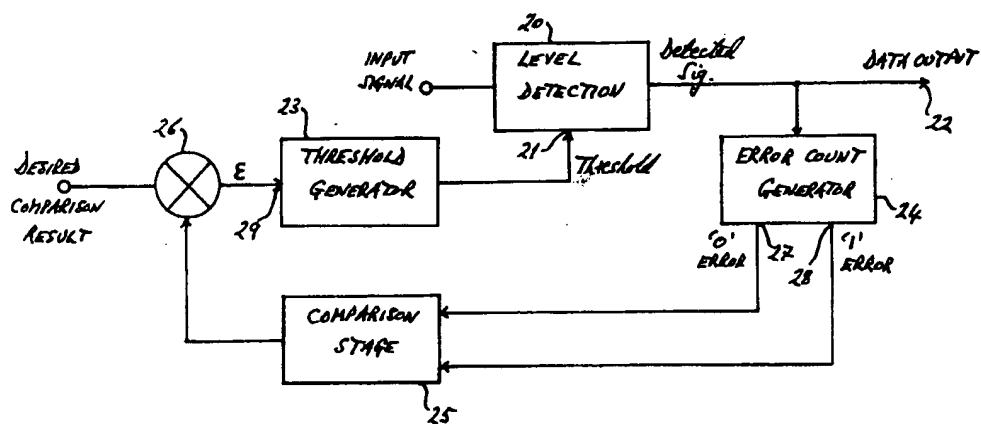 20
INPUT
SIGNAL
LEVEL
DETECTION
Detected
Sig.
DATA OUTPUT
22
21
Threshold
26
23
DESIRED
COMPARISON
RESULT
ε
29
THRESHOLD
GENERATOR
ERROR COUNT
GENERATOR
24
'0'
ERROR
27
28
'1'
ERROR
COMPARISON
STAGE
25